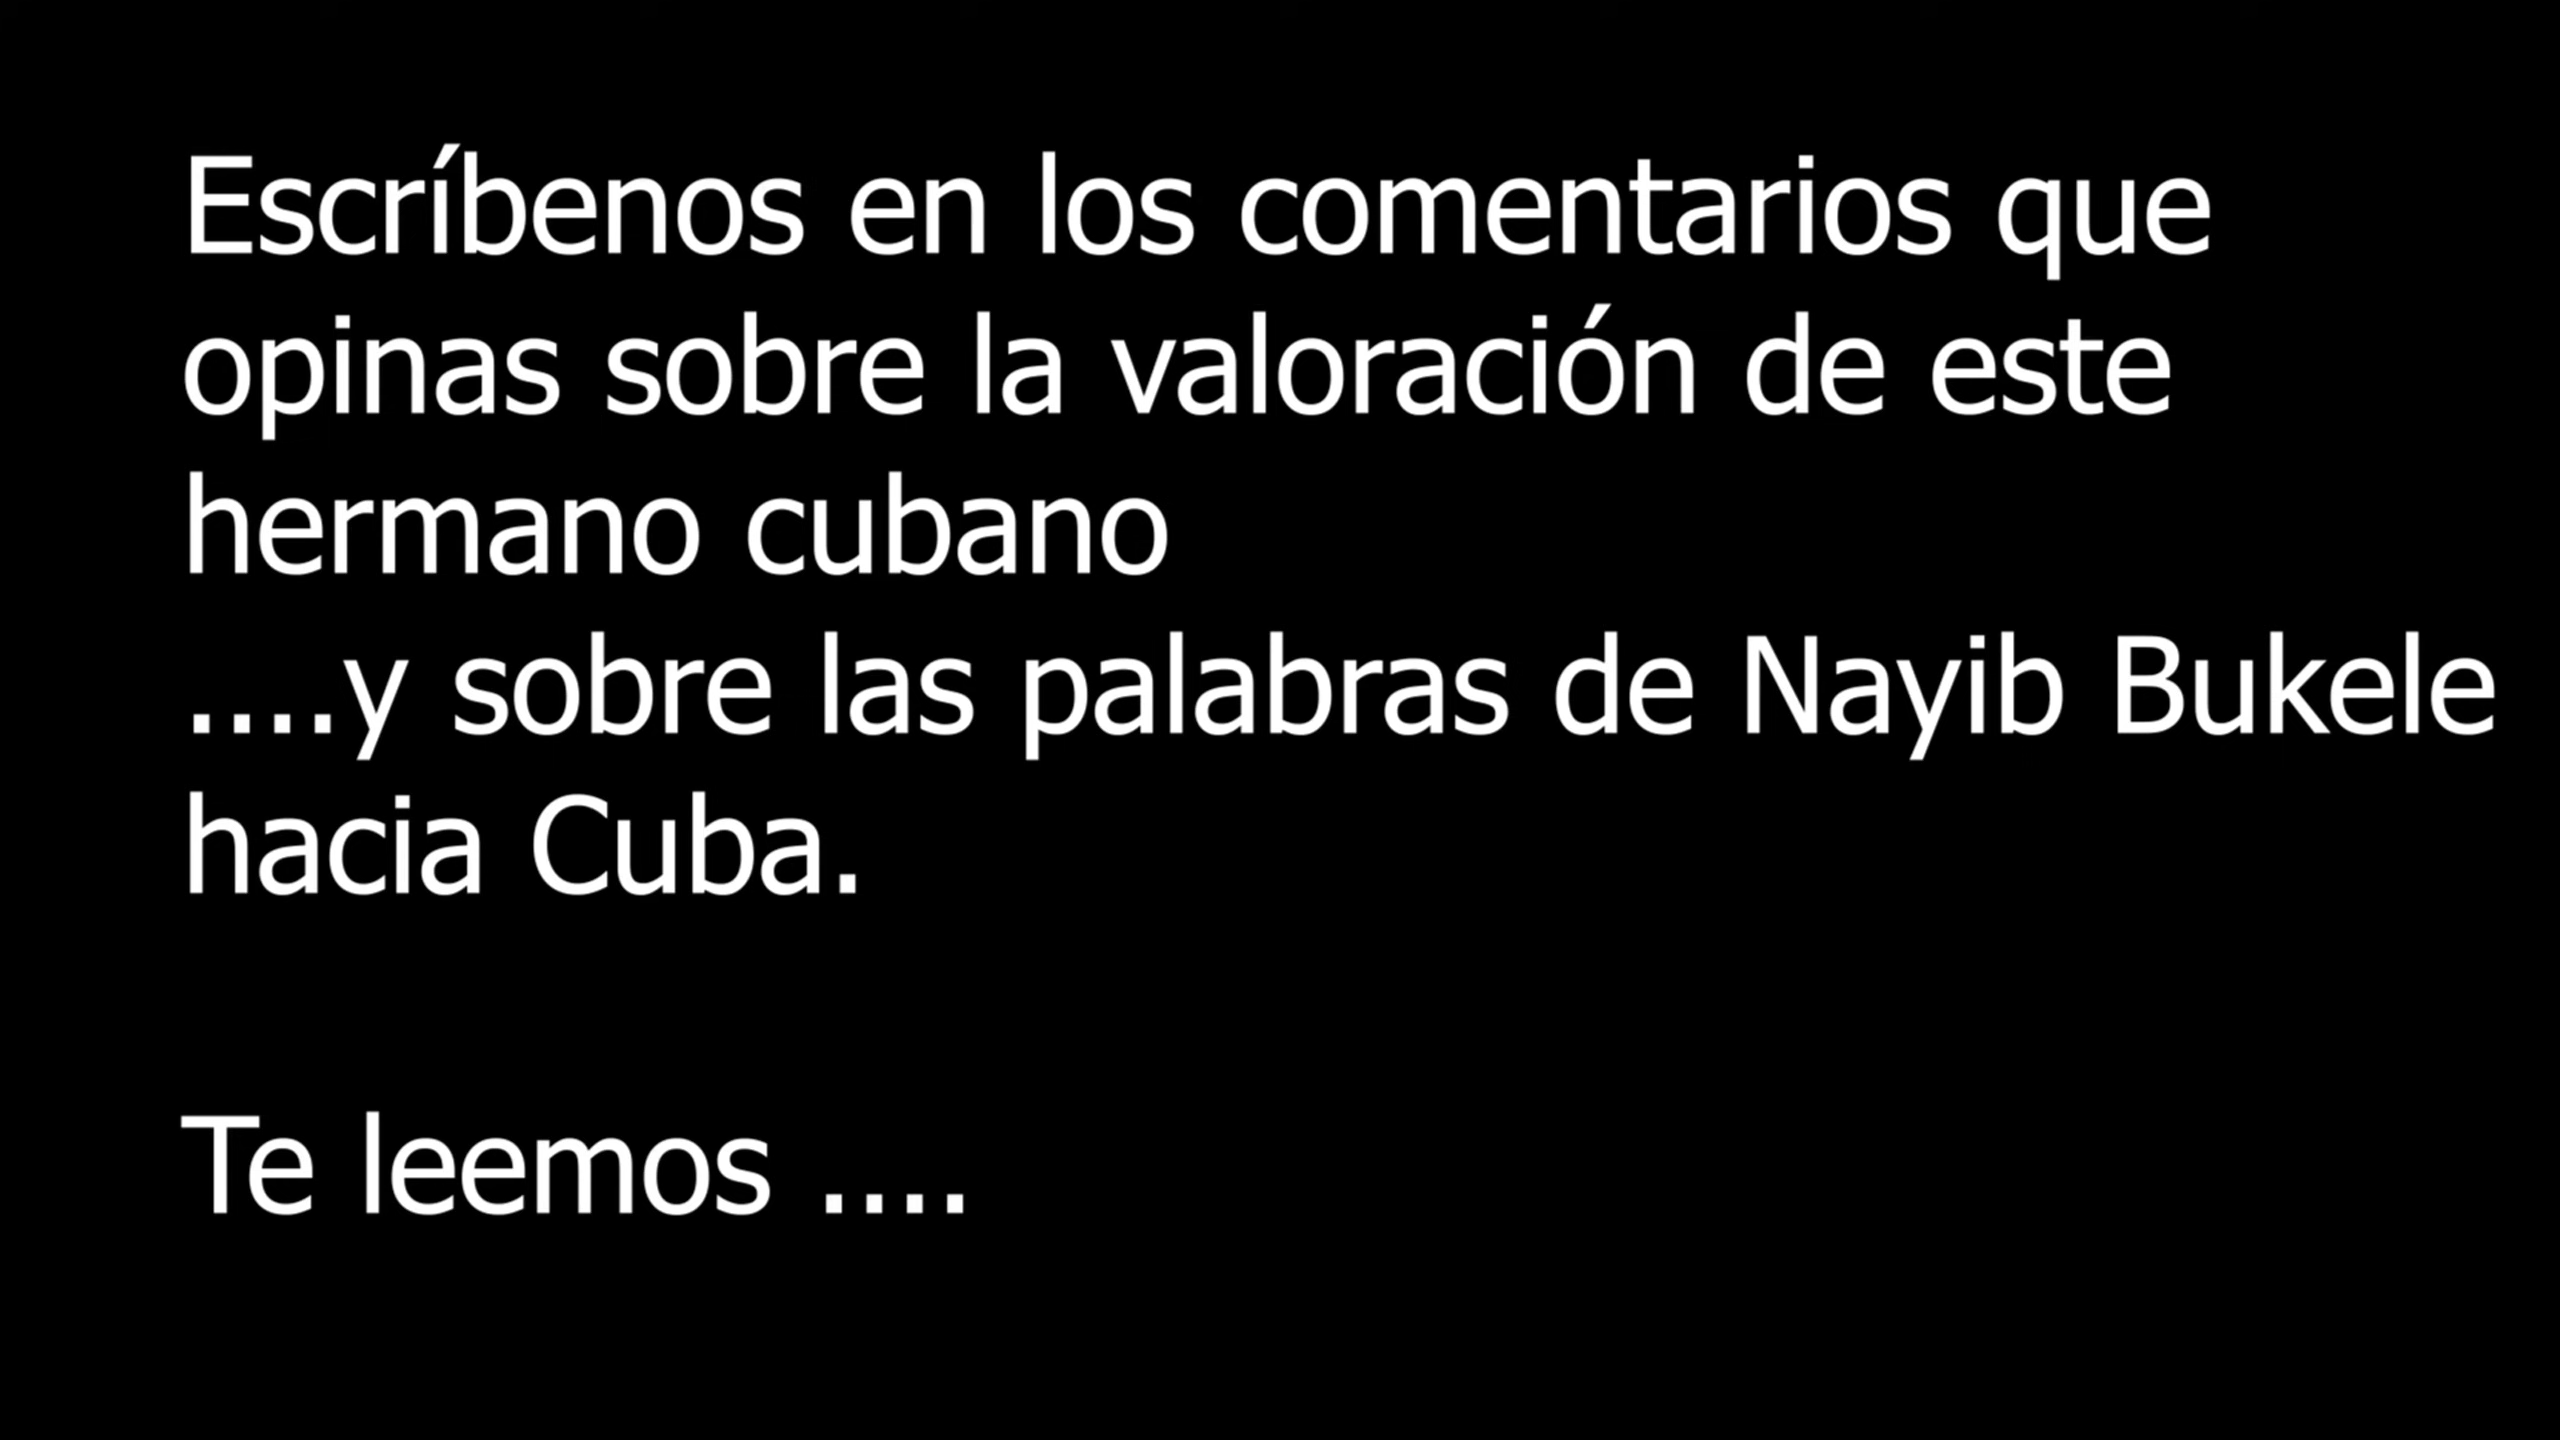 Escríbenos en los comentarios que
opinas sobre la valoración de este
hermano cubano
....y sobre las palabras de Nayib Bukele
hacia Cuba.
Te leemos ....